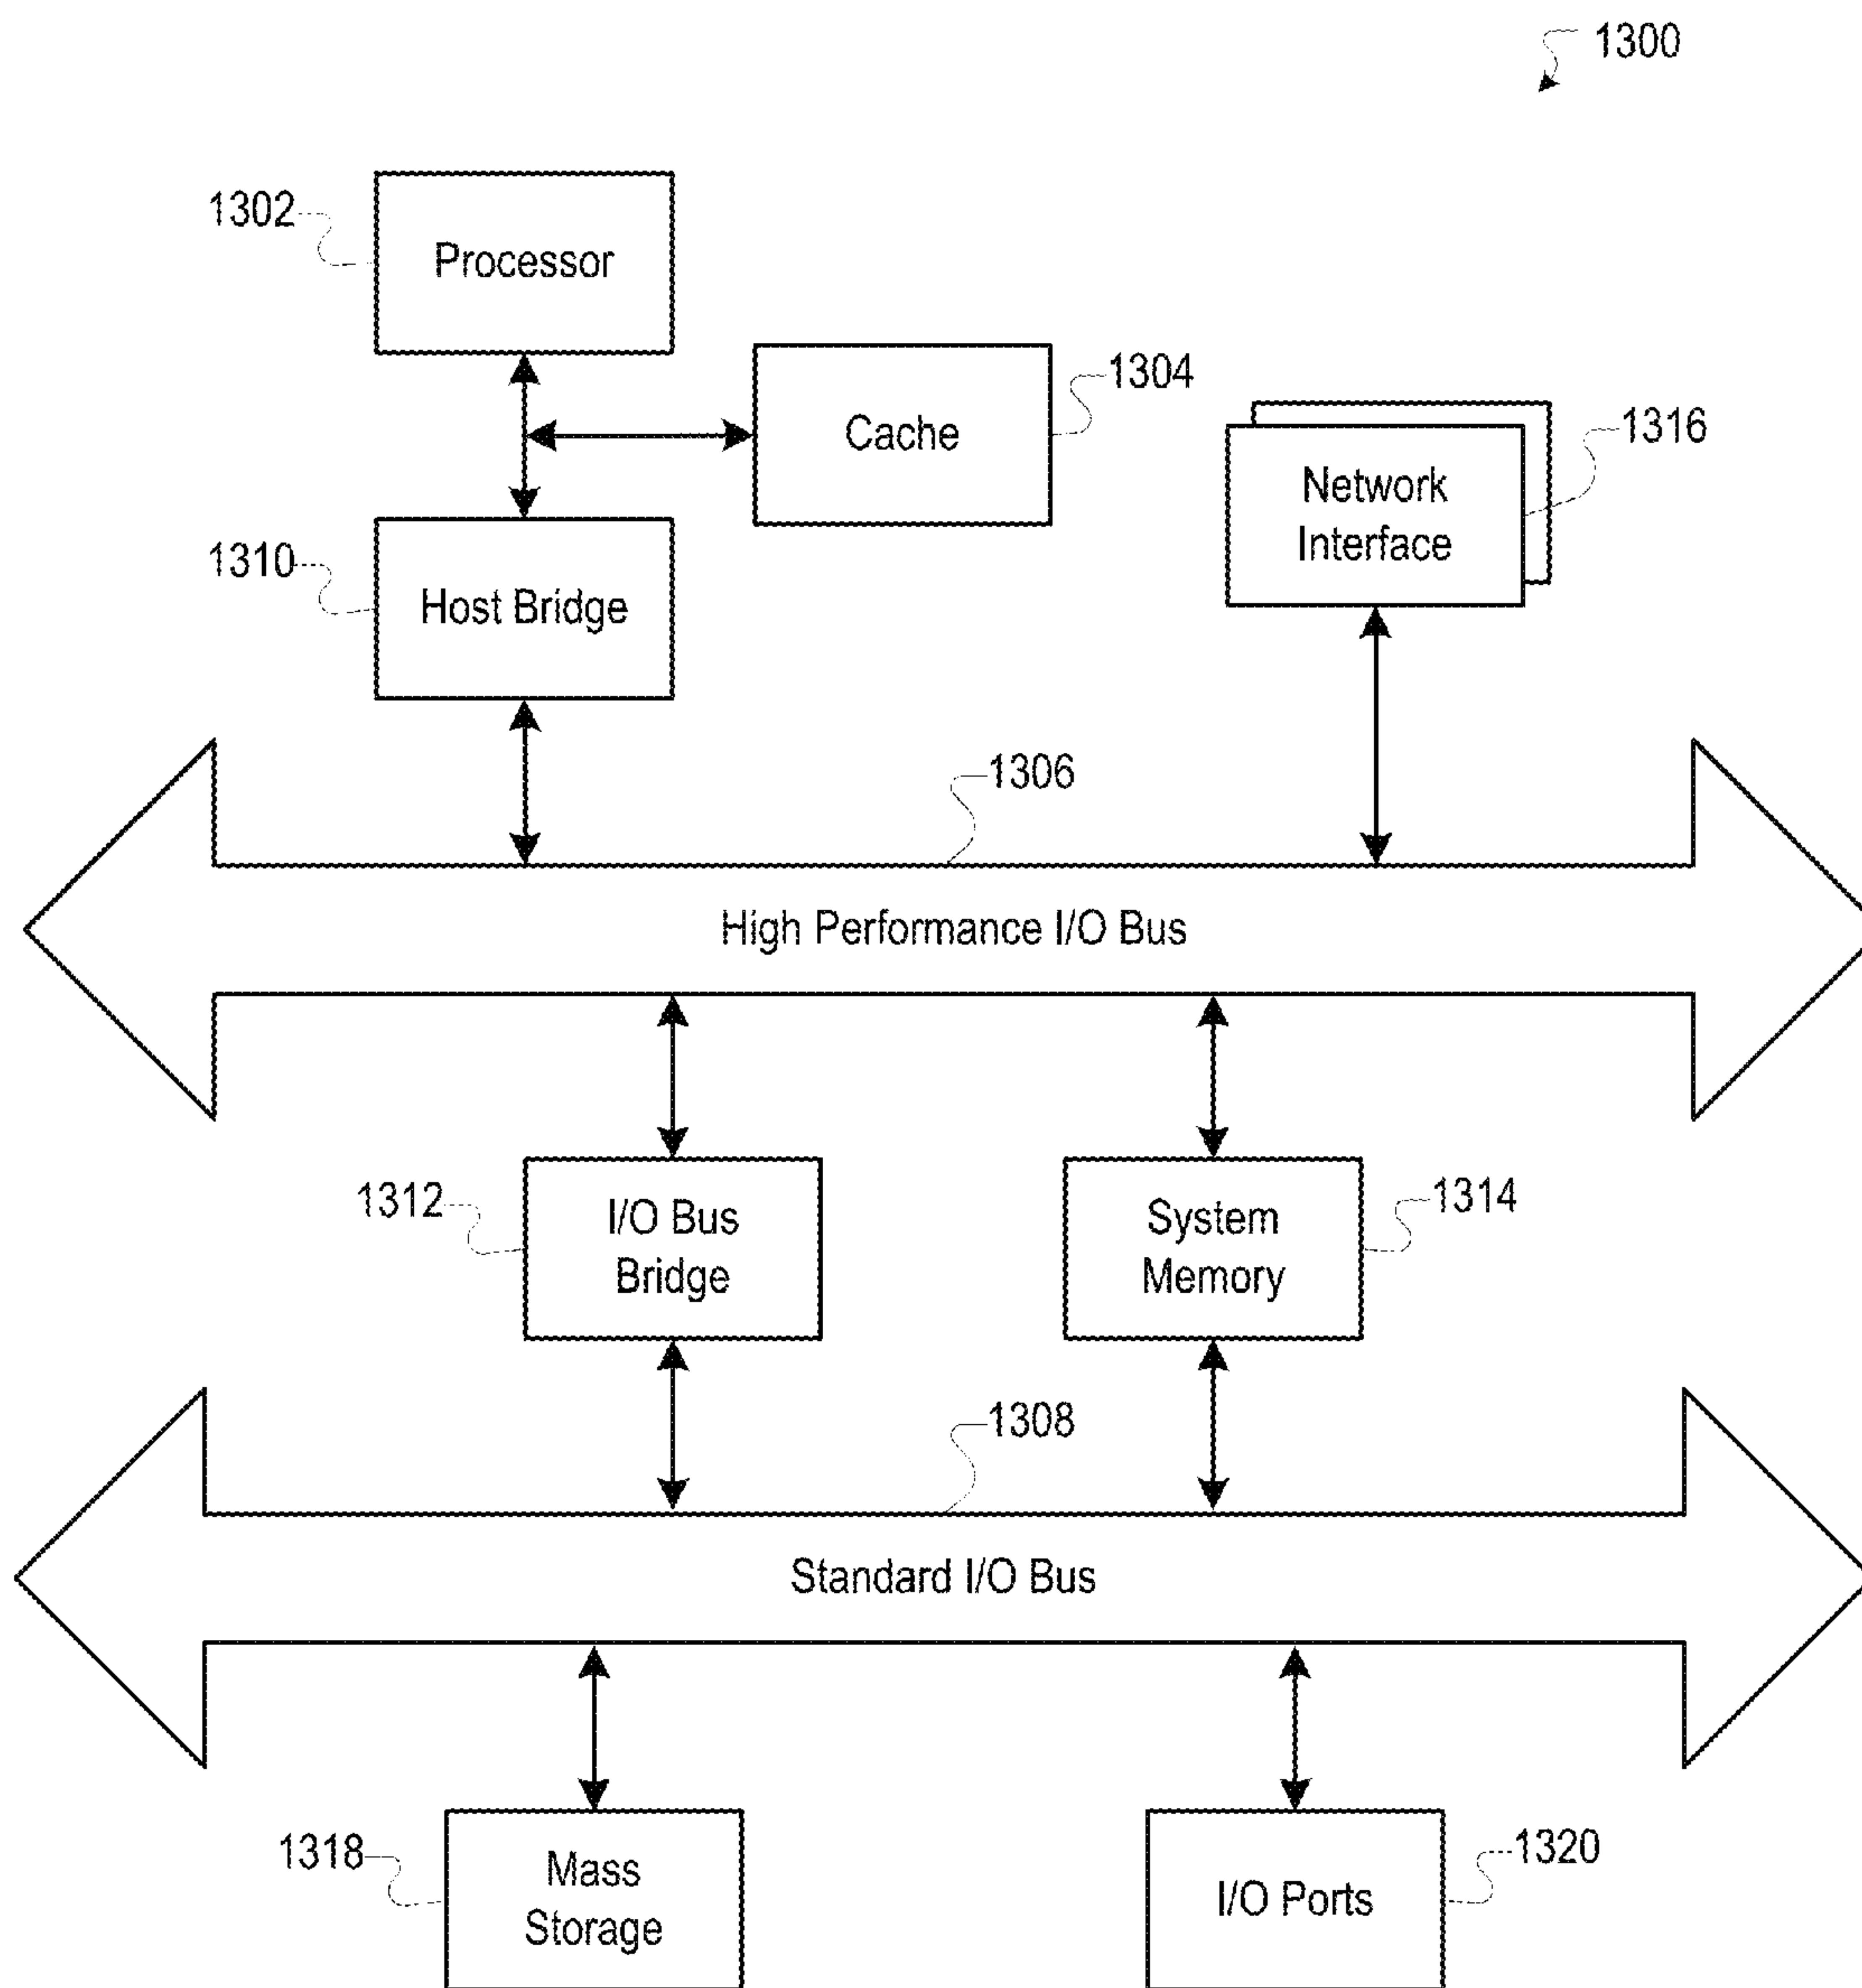 1300
1302
Processor
1304
Cache
1316
Network
Interface
1310
Host Bridge
1306
High Performance I/O Bus
1312
I/O Bus
Bridge
1314
System
Memory
1308
Standard I/O Bus
1318
Mass
Storage
1320
I/O Ports